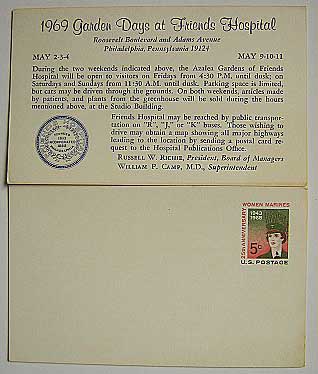 1969 Garden Days at Friends Hospital
Roosevelt Boulevard and Adams Avenue
Philadelphia, Pennsylvania 19124
MAY 2-3-4 MAY 9-10-11
During the two weekends indicated above, the Azalea Gardens of Friends
Hospital will be open to visitors on Fridays from 4:30 P.M. until dusk; on
Saturdays and Sundays from 11:30 A.M. until dusk. Parking space is limited,
but cars may be driven through the grounds. On both weekends, articles made
by patients, and plants from the greenhouse will be sold during the hours
mentioned above, at the Studio Building.
Friends Hospital may be reached by public transpor-
tation on "R", "J," or "K" buses. Those wishing to
drive may obtain a map showing all major highways
leading to the location by sending a postal card re-
quest to the Hospital Publications Office.
RUSSELL W. RICHIE, President, Board of Managers
WILLIAM P. CAMP, M.D., Superintendent
FOUNDED
1813
INCORPORATED
WOMEN MARINES
25th ANNIVERSARY
1943
1968
5¢
U.S. POSTAGE